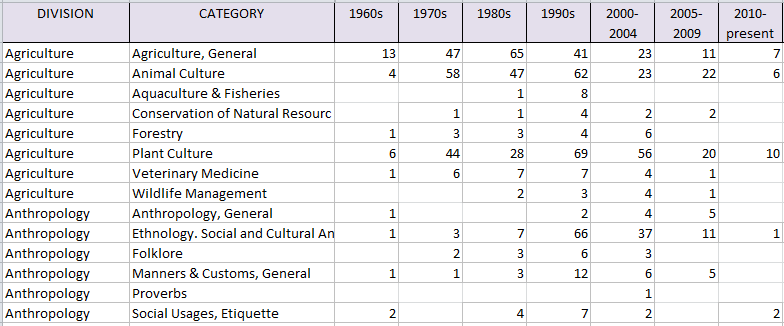 DIVISION CATEGORY 1960s 1970s 1980s 1990s 2000-2004 2005-2009 2010-present
Agriculture Agriculture, General 13 47 65 41 23 11 7
Agriculture Animal Culture 4 58 47 62 23 22 6
Agriculture Aquaculture & Fisheries 1 8
Agriculture Conservation of Natural Resourc 1 1 4 2 2
Agriculture Forestry 1 3 3 4 6
Agriculture Plant Culture 6 44 28 69 56 20 10
Agriculture Veterinary Medicine 1 6 7 7 4 1
Agriculture Wildlife Management 2 3 4 1
Anthropology Anthropology, General 1 2 4 5
Anthropology Ethnology. Social and Cultural An 1 3 7 66 37 11 1
Anthropology Folklore 2 3 6 3
Anthropology Manners & Customs, General 1 1 3 12 6 5
Anthropology Proverbs 1
Anthropology Social Usages, Etiquette 2 4 7 2 2